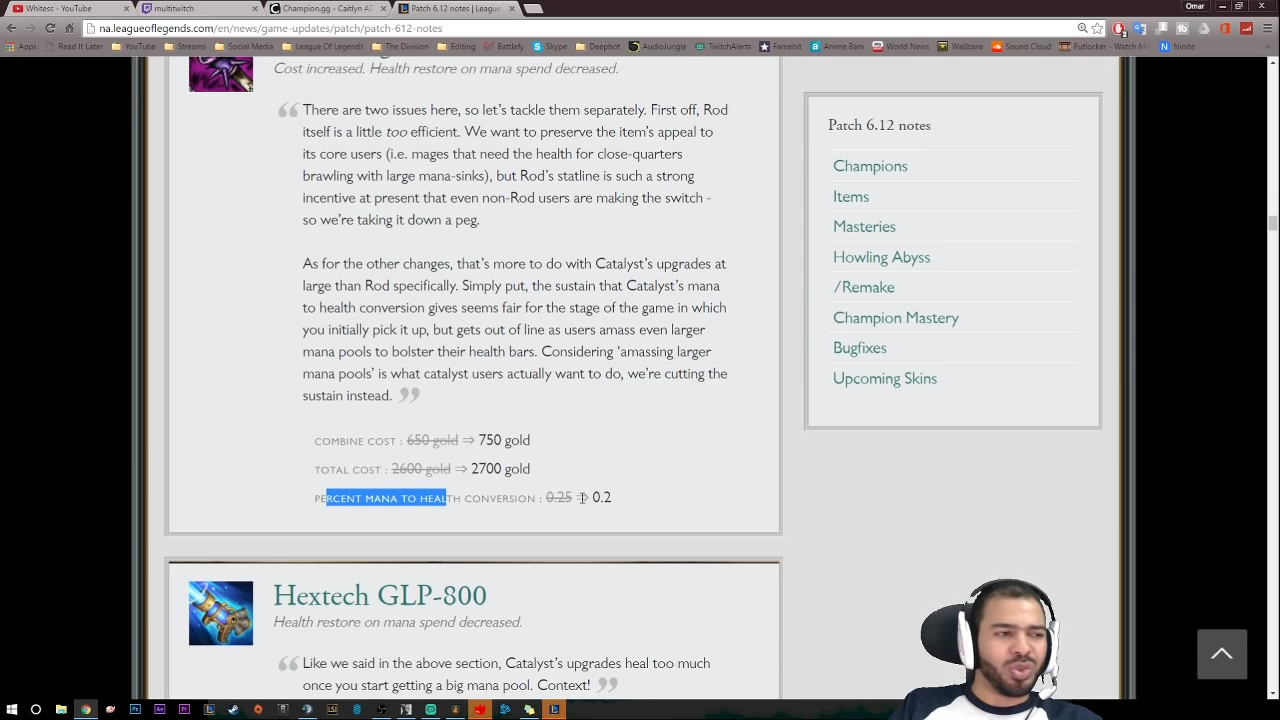 Whitess - YouTube
multitwitch
Champion.gg - Caitlyn AD
Patch 6.12 notes | League
Omar
na.leagueoflegends.com/en/news/game-updates/patch/patch-612-notes
Apps Read It Later YouTube Streams Social Media League Of Legends The Division Editing Battlefy Skype Deepbot AudioJungle TwitchAlerts Famebit Anime Bam World News Wallbase Sound Cloud Putlocker - Watch Mo Ninite
Cost increased. Health restore on mana spend decreased.
There are two issues here, so let's tackle them separately. First off, Rod
itself is a little too efficient. We want to preserve the item's appeal to
its core users (i.e. mages that need the health for close-quarters
brawling with large mana-sinks), but Rod's statline is such a strong
incentive at present that even non-Rod users are making the switch -
so we're taking it down a peg.
As for the other changes, that's more to do with Catalyst's upgrades at
large than Rod specifically. Simply put, the sustain that Catalyst's mana
to health conversion gives seems fair for the stage of the game in which
you initially pick it up, but gets out of line as users amass even larger
mana pools to bolster their health bars. Considering 'amassing larger
mana pools' is what catalyst users actually want to do, we're cutting the
sustain instead.
COMBINE COST : 650 gold ⇒ 750 gold
TOTAL COST : 2600 gold ⇒ 2700 gold
PERCENT MANA TO HEALTH CONVERSION : 0.25 ⇒ 0.2
Hextech GLP-800
Health restore on mana spend decreased.
Like we said in the above section, Catalyst's upgrades heal too much
once you start getting a big mana pool. Context!
Patch 6.12 notes
Champions
Items
Masteries
Howling Abyss
/Remake
Champion Mastery
Bugfixes
Upcoming Skins